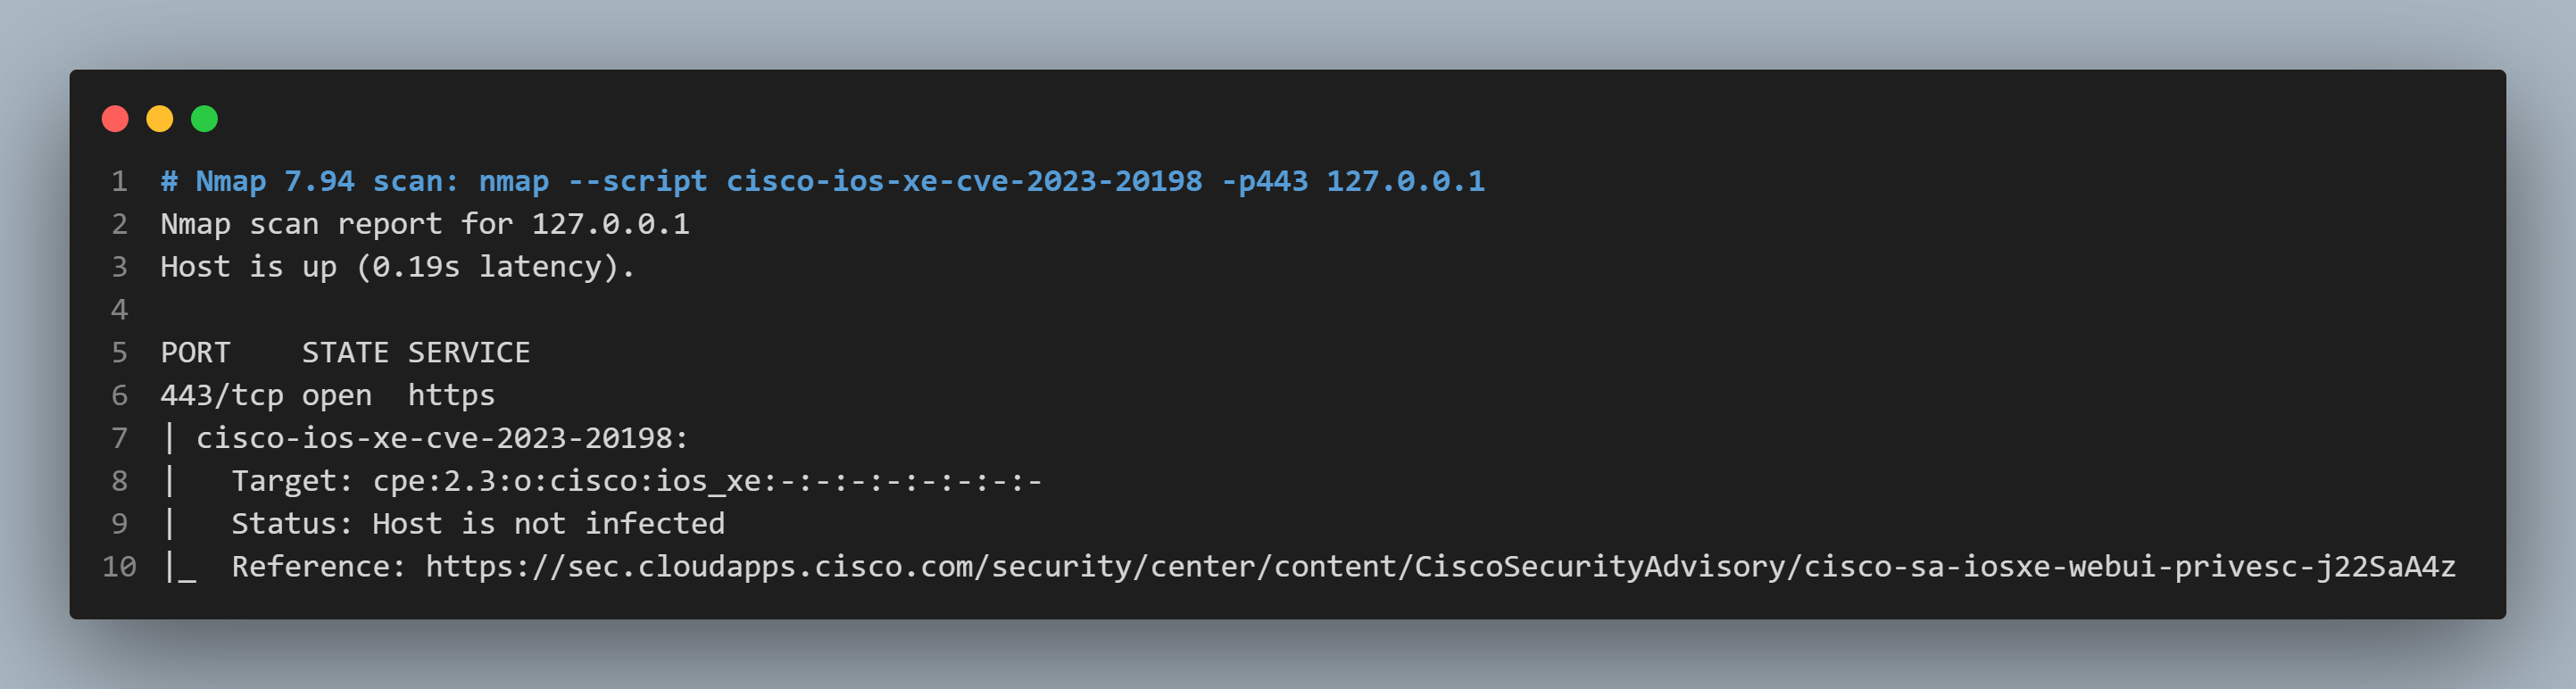 1 # Nmap 7.94 scan: nmap --script cisco-ios-xe-cve-2023-20198 -p443 127.0.0.1
2 Nmap scan report for 127.0.0.1
3 Host is up (0.19s latency).
4
5 PORT    STATE SERVICE
6 443/tcp open  https
7 | cisco-ios-xe-cve-2023-20198:
8 |   Target: cpe:2.3:o:cisco:ios_xe:-:-:-:-:-:-:-:-
9 |   Status: Host is not infected
10 |_  Reference: https://sec.cloudapps.cisco.com/security/center/content/CiscoSecurityAdvisory/cisco-sa-iosxe-webui-privesc-j22SaA4z